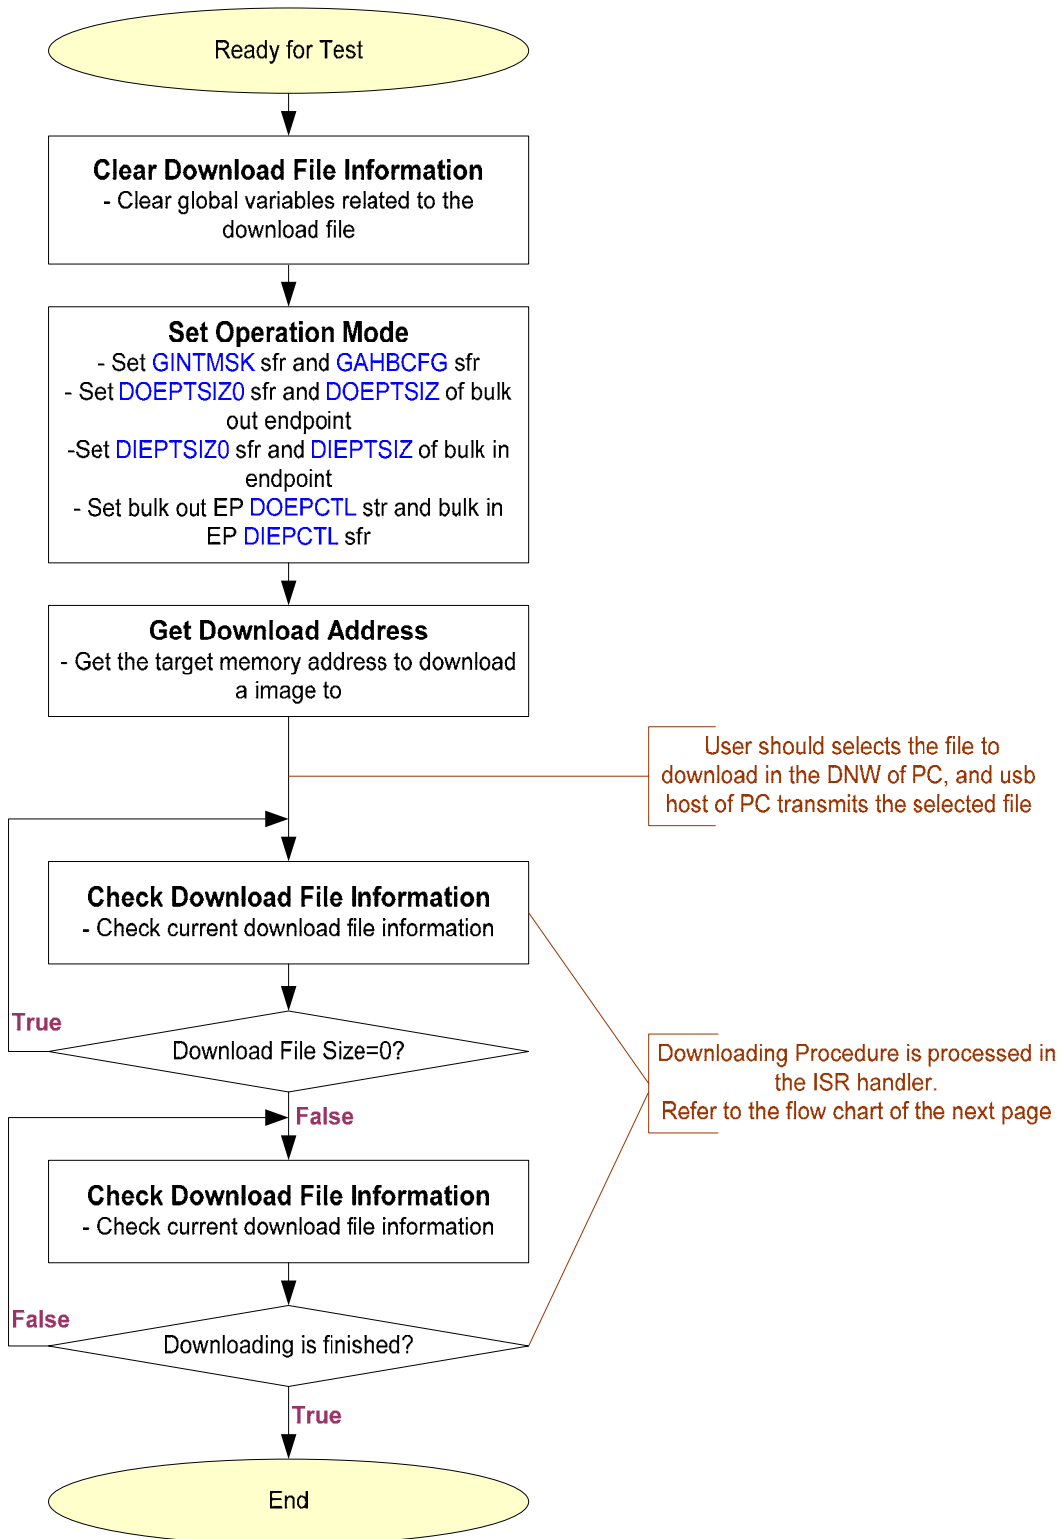 Ready for Test
Clear Download File Information
- Clear global variables related to the
download file
Set Operation Mode
- Set GINTMSK sfr and GAHBCFG sfr
- Set DOEPTSIZ0 sfr and DOEPTSIZ of bulk
out endpoint
-Set DIEPTSIZ0 sfr and DIEPTSIZ of bulk in
endpoint
- Set bulk out EP DOEPCTL str and bulk in
EP DIEPCTL sfr
Get Download Address
- Get the target memory address to download
a image to
User should selects the file to
download in the DNW of PC, and usb
host of PC transmits the selected file
Check Download File Information
- Check current download file information
True
Download File Size=0?
Downloading Procedure is processed in
the ISR handler.
Refer to the flow chart of the next page
False
Check Download File Information
- Check current download file information
False
Downloading is finished?
True
End